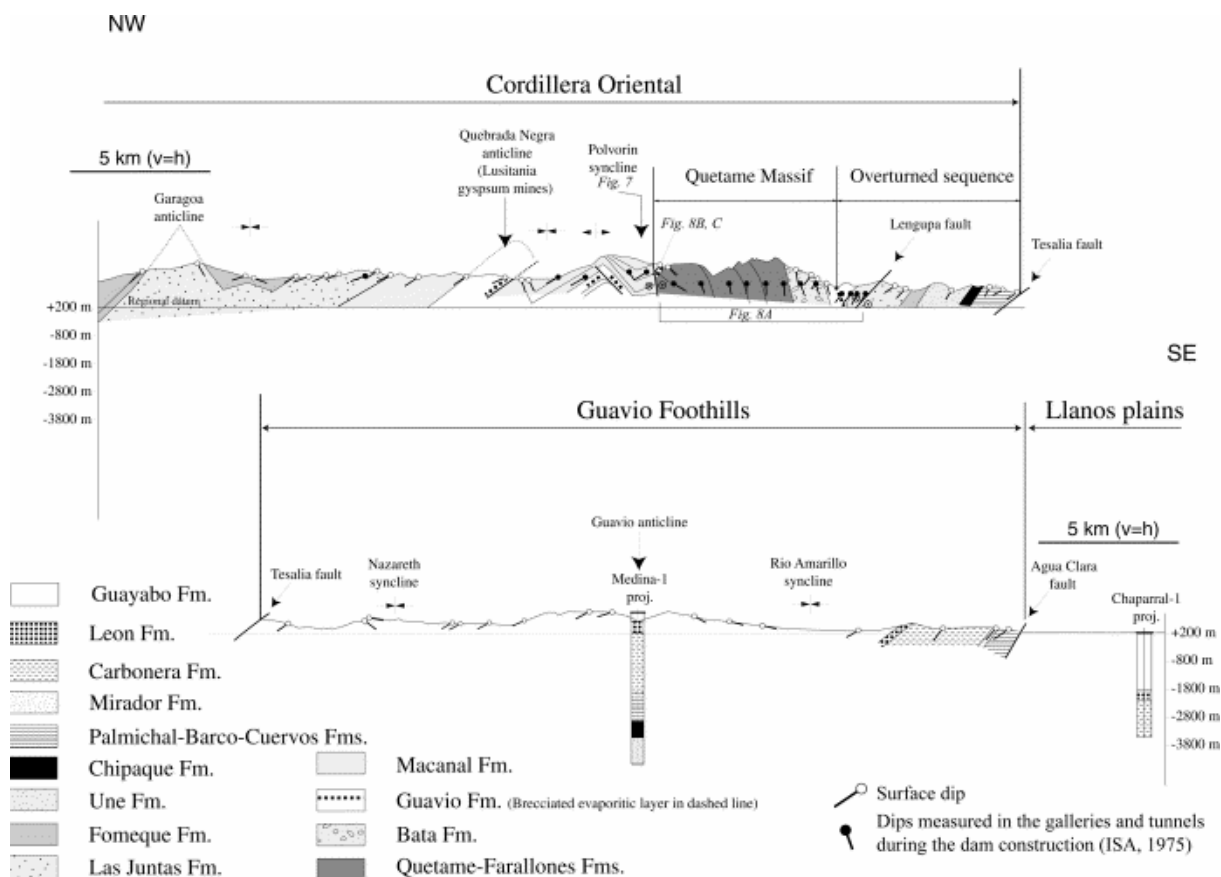 NW
Cordillera Oriental
5 km (v=h)
Quebrada Negra
anticline
(Lusitania
gyspsum mines)
Polvorin
syncline
Fig. 7
Quetame Massif
Overturned sequence
Garagoa
anticline
Fig. 8B, C
Lengupa fault
Tesalia fault
Regional datum
Fig. 8A
+200 m
-800 m
-1800 m
-2800 m
-3800 m
SE
Guavio Foothills
Llanos plains
Guavio anticline
5 km (v=h)
Tesalia fault
Nazareth
syncline
Medina-1
proj.
Rio Amarillo
syncline
Agua Clara
fault
Chaparral-1
proj.
+200 m
-800 m
-1800 m
-2800 m
-3800 m
Guayabo Fm.
Leon Fm.
Carbonera Fm.
Mirador Fm.
Palmichal-Barco-Cuervos Fms.
Chipaque Fm.
Une Fm.
Fomeque Fm.
Las Juntas Fm.
Macanal Fm.
Guavio Fm. (Brecciated evaporitic layer in dashed line)
Bata Fm.
Quetame-Farallones Fms.
Surface dip
Dips measured in the galleries and tunnels
during the dam construction (ISA, 1975)